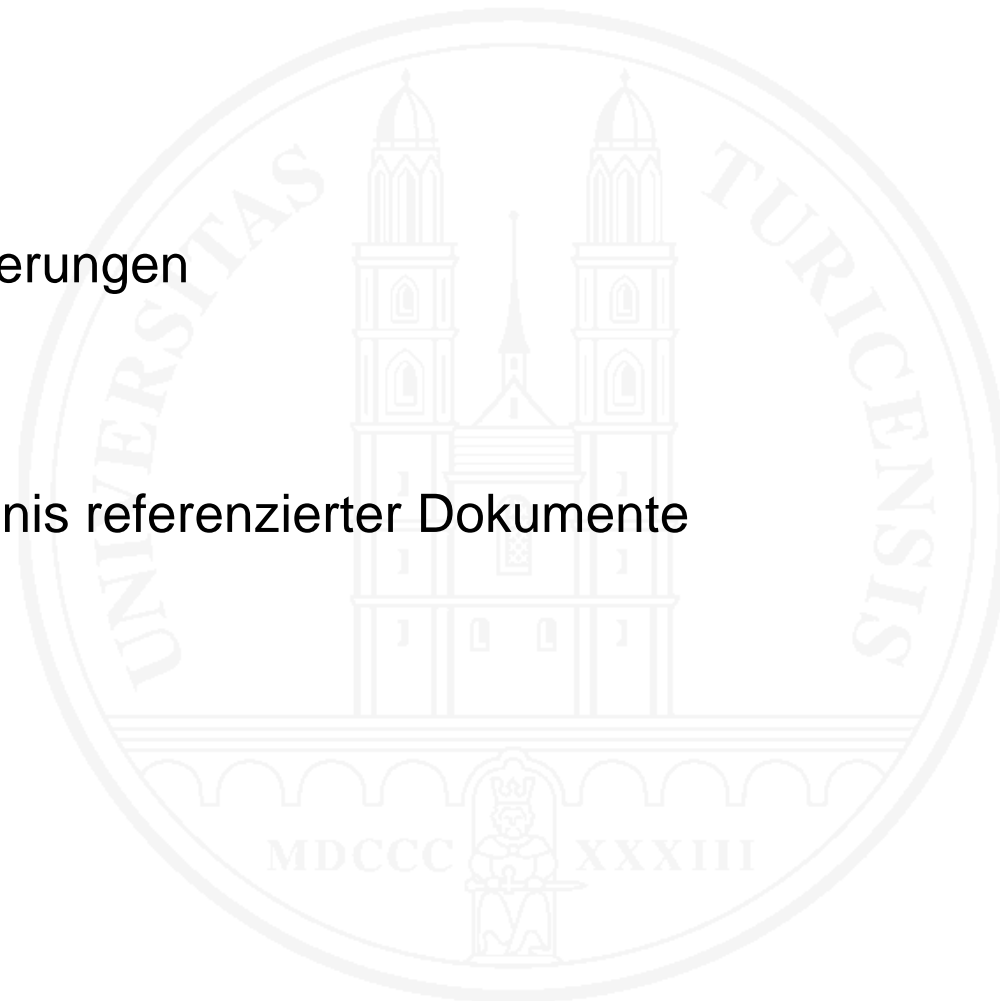 UNIVERSITAS TURICENSIS
erungen
nis referenzierter Dokumente
MDCCC XXXIII